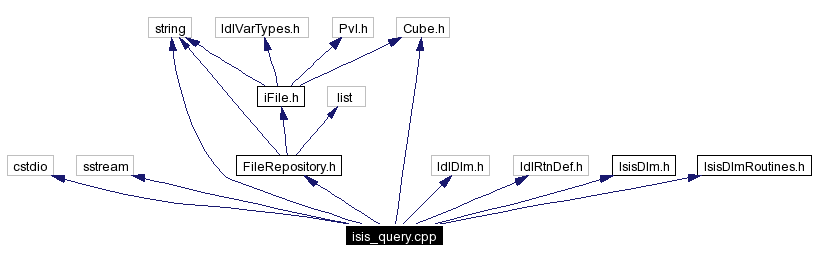 string
IdlVarTypes.h
Pvl.h
Cube.h
iFile.h
list
cstdio
sstream
FileRepository.h
IdlDlm.h
IdlRtnDef.h
IsisDlm.h
IsisDlmRoutines.h
isis_query.cpp